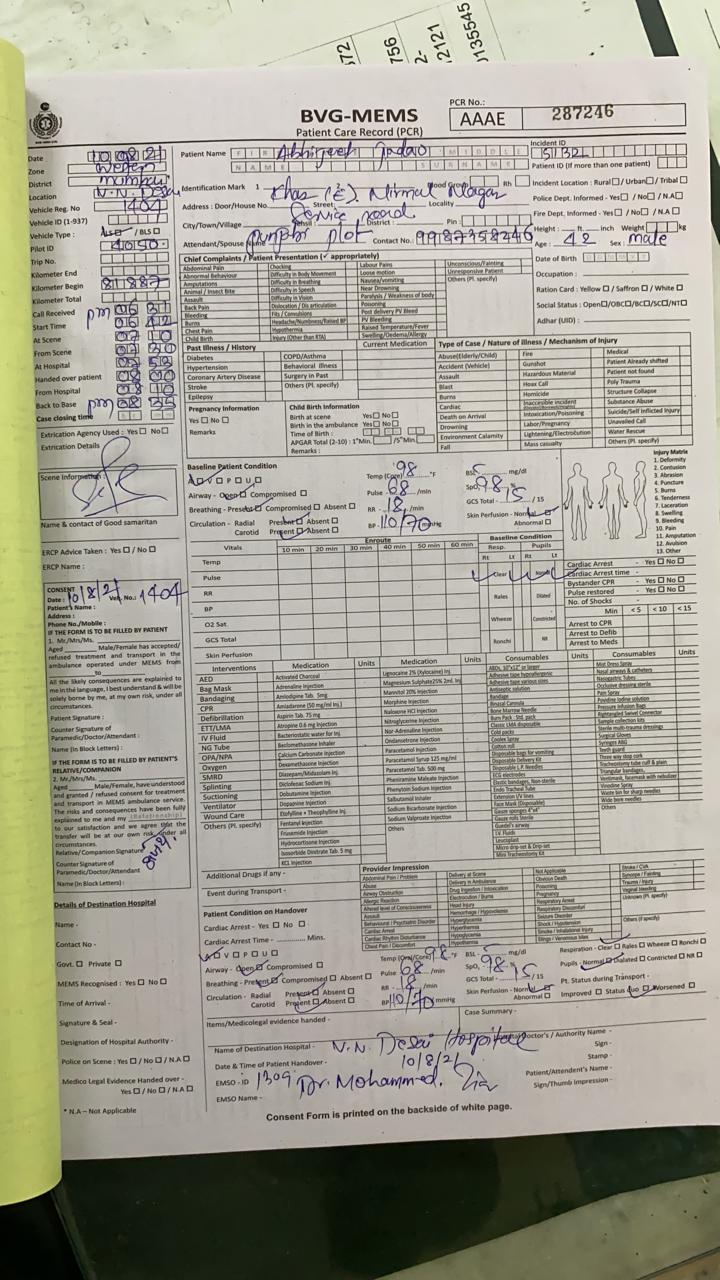 135545
2121
2-
756
72
BVG-MEMS
Patient Care Record (PCR)
PCR No.:
AAAE 287246
Date 10 08 21
Zone western
District mumbai
Location N.N. Desai
Vehicle Reg. No 1404
Vehicle ID (1-937)
Vehicle Type : ALS / BLS
Pilot ID 4050
Trip No.
Kilometer End
Kilometer Begin 81887
Kilometer Total
Call Received pm 06 31
Start Time 06 42
At Scene 07 10
From Scene 07 30
At Hospital
Handed over patient 08 00
From Hospital 08 10
Back to Base pm 08 35
Case closing time
Extrication Agency Used : Yes No
Extrication Details
Scene Information
Name & contact of Good samaritan
ERCP Advice Taken : Yes / No
ERCP Name :
CONSENT
Date : 10/8/21 Veh. No.: 1404
Patient's Name :
Address :
Phone No./Mobile :
IF THE FORM IS TO BE FILLED BY PATIENT
1. Mr./Mrs./Ms.
Aged Male/Female has accepted/
refused treatment and transport in the
ambulance operated under MEMS from
to
All the likely consequences are explained to
me in the language, I best understand & will be
solely borne by me, at my own risk, under all
circumstances.
Patient Signature :
Counter Signature of
Paramedic/Doctor/Attendant :
Name (In Block Letters) :
IF THE FORM IS TO BE FILLED BY PATIENT'S
RELATIVE/COMPANION
2. Mr./Mrs./Ms.
Aged Male/Female, have understood
and granted / refused consent for treatment
and transport in MEMS ambulance service.
The risks and consequences have been fully
explained to me and my (Relationship)
to our satisfaction and we agree that the
transfer will be at our own risk under all
circumstances.
Relative/Companion Signature
Counter Signature of
Paramedic/Doctor/Attendant
Name (In Block Letters)
Details of Destination Hospital
Name -
Contact No -
Govt. Private
MEMS Recognised : Yes No
Time of Arrival -
Signature & Seal -
Designation of Hospital Authority -
Police on Scene : Yes / No / N.A
Medico Legal Evidence Handed over -
Yes / No / N.A
* N.A – Not Applicable
Patient Name Abhijeet Jadav
Identification Mark 1 Blood Group Rh
Address : Door/House No. Khar (E) Nirmal Nagar Street Locality
Service road
City/Town/Village Punjabi plot Tehsil District Pin
Attendant/Spouse Name Contact No. 9987358246
Incident ID
Patient ID (If more than one patient)
Incident Location : Rural / Urban / Tribal
Police Dept. Informed - Yes / No / N.A
Fire Dept. Informed - Yes / No / N.A
Height : ft. inch Weight kg
Age : 42 Sex : male
Date of Birth
Occupation :
Ration Card : Yellow / Saffron / White
Social Status : Open/OBC/BC/SC/NT
Adhar (UID) :
Chief Complaints / Patient Presentation (✓ appropriately)
Abdominal Pain Chocking Labour Pains Unconscious/Fainting
Abnormal Behaviour Difficulty in Body Movement Loose motion Unresponsive Patient
Amputations Difficulty in Breathing Nausea/vomiting Others (Pl. specify)
Animal / Insect Bite Difficulty in Speech Near Drowning
Assault Difficulty in Vision Paralysis / Weakness of body
Back Pain Dislocation / Dis articulation Poisoning
Bleeding Fits / Convulsions Post delivery PV Bleed
Burns Headache/Numbness/Raised BP PV Bleeding
Chest Pain Hypothermia Raised Temperature/Fever
Child Birth Injury (Other than RTA) Swelling/Oedema/Allergy
Past Illness / History Current Medication
Diabetes COPD/Asthma
Hypertension Behavioral Illness
Coronary Artery Disease Surgery in Past
Stroke Others (Pl. specify)
Epilepsy
Type of Case / Nature of Illness / Mechanism of Injury
Abuse(Elderly/Child) Fire Medical
Accident (Vehicle) Gunshot Patient Already shifted
Assault Hazardous Material Patient not found
Blast Hoax Call Poly Trauma
Burns Homicide Structure Collapse
Cardiac Substance Abuse
Death on Arrival Intoxication/Poisoning Suicide/Self Inflicted Injury
Drowning Labor/Pregnancy Unavailed Call
Environment Calamity Lightening/Electrocution Water Rescue
Fall Mass casualty Others (Pl. specify)
Pregnancy Information
Yes No
Remarks
Child Birth Information
Birth at scene Yes No
Birth in the ambulance Yes No
Time of Birth :
APGAR Total (2-10) : 1"Min. /5"Min.
Remarks :
Baseline Patient Condition
A V P U
Airway - Open Compromised
Breathing - Present Compromised Absent
Circulation - Radial Present Absent
Carotid Present Absent
Temp (Core) 98 °F
Pulse 68 /min
RR - 18 /min
BP - 110/70 mmHg
BSL mg/dl
SpO2 98
GCS Total - 15 / 15
Skin Perfusion - Normal
Abnormal
Injury Matrix
1. Deformity
2. Contusion
3. Abrasion
4. Puncture
5. Burns
6. Tenderness
7. Laceration
8. Swelling
9. Bleeding
10. Pain
11. Amputation
12. Avulsion
13. Other
Vitals Enroute
10 min 20 min 30 min 40 min 50 min 60 min
Temp
Pulse
RR
BP
O2 Sat.
GCS Total
Skin Perfusion
Baseline Condition
Resp. Pupils
Rt Lt Rt Lt
Clear Normal
Rales Dilated
Wheeze Constricted
Ronchi NR
Cardiac Arrest - Yes No
Cardiac Arrest time -
Bystander CPR - Yes No
Pulse restored - Yes No
No. of Shocks -
Min < 5 < 10 < 15
Arrest to CPR
Arrest to Defib
Arrest to Meds
Interventions
AED
Bag Mask
Bandaging
CPR
Defibrillation
ETT/LMA
IV Fluid
NG Tube
OPA/NPA
Oxygen
SMRD
Splinting
Suctioning
Ventilator
Wound Care
Others (Pl. specify)
Medication Units
Activated Charcoal
Adrenaline Injection
Amlodipine Tab. 5mg
Amiodarone (50 mg/ml Inj.)
Aspirin Tab. 75 mg
Atropine 0.6 mg Injection
Bacteriostatic water for Inj.
Beclomethasone Inhaler
Calcium Carbonate Injection
Dexamethasone Injection
Diazepam/Midazolam Inj.
Diclofenac Sodium Inj.
Dobutamine Injection
Dopamine Injection
Etofylline + Theophylline Inj.
Fentanyl Injection
Frusemide Injection
Hydrocortisone Injection
Isosorbide Dinitrate Tab. 5 mg
KCL Injection
Medication Units
Lignocaine 2% (Xylocaine) Inj.
Magnesium Sulphate 25% 2ml. Inj.
Mannitol 20% Injection
Morphine Injection
Naloxone HCl Injection
Nitroglycerine Injection
Nor-Adrenaline Injection
Ondansetrone Injection
Paracetamol Injection
Paracetamol Syrup 125 mg/ml
Paracetamol Tab. 500 mg
Pheniramine Maleate Injection
Phenytoin Sodium Injection
Salbutamol Inhaler
Sodium Bicarbonate Injection
Sodium Valproate Injection
Others
Consumables Units
Adhesive tape hypoallergenic
Adhesive tape various sizes
Antiseptic solution
Bandage
Bone Marrow Needle
Burn Pack : Std. pack
Classic LMA disposable
Cold packs
Cotton roll
Disposable bags for vomiting
Disposable Delivery Kit
Disposable L.P. Needles
ECG electrodes
Elastic bandages, Non-sterile
Endo Tracheal Tube
Extension I/V lines
Face Mask (Disposable)
Gauze sponges 4"x4"
Gauze rolls Sterile
Guedel's airway
I.V. Fluids
Leucoplast
Micro drip-set & Drip-set
Mini Tracheostomy Kit
Consumables Units
Nasal airways & catheters
Nasogastric Tubes
Occlusive dressing sterile
Pain Spray
Povidine Iodine solution
Pressure Infusion Bags
Sample collection kits
Sterile multi-trauma dressings
Surgical Gloves
Syringes
Teeth guard
Three way stop cock
Tracheostomy tube cuff & plain
Triangular bandages
Ventimask, facemask with nebulizer
Waste bin for sharp needles
Wide bore needles
Others
Additional Drugs if any -
Event during Transport -
Provider Impression
Abdominal Pain / Problem Delivery at Scene Not Applicable Stroke / CVA
Abuse Delivery in Ambulance Obvious Death Syncope / Fainting
Airway Obstruction Drug Ingestion / Intoxication Poisoning Trauma / Injury
Allergic Reaction Electrocution / Burns Pregnancy Vaginal Bleeding
Altered level of Consciousness Head Injury Respiratory Arrest Unknown (Pl. specify)
Assault Hemorrhage / Hypovolemia Respiratory Discomfort
Behavioural / Psychiatric Disorder Hyperglycemia Seizure Disorder
Cardiac Arrest Hyperthermia Shock / Hypotension Others (If specify)
Cardiac Rhythm Disturbance Hypoglycemia Smoke / Inhalational Injury
Chest Pain / Discomfort Hypothermia Stings / Venomous Bites
Patient Condition on Handover
Cardiac Arrest - Yes No
Cardiac Arrest Time - Mins.
A V P U
Airway - Open Compromised
Breathing - Present Compromised Absent
Circulation - Radial Present Absent
Carotid Present Absent
Temp (Oral/Core) 98 °F
Pulse 68 /min
RR - 18 /min
BP 110/70 mmHg
BSL - mg/dl
SpO2 98
GCS Total - 15 /15
Skin Perfusion - Normal
Abnormal
Respiration - Clear Rales Wheeze Ronchi
Pupils - Normal Dialated Contricted NR
Pt. Status during Transport -
Improved Status Quo Worsened
Case Summary -
Items/Medicolegal evidence handed -
Name of Destination Hospital - N.N. Desai Hospital
Date & Time of Patient Handover - 10/8/21
EMSO - ID 1309 Dr. Mohammed.
EMSO Name -
Doctor's / Authority Name -
Sign -
Stamp -
Patient/Attendent's Name -
Sign/Thumb Impression -
Consent Form is printed on the backside of white page.